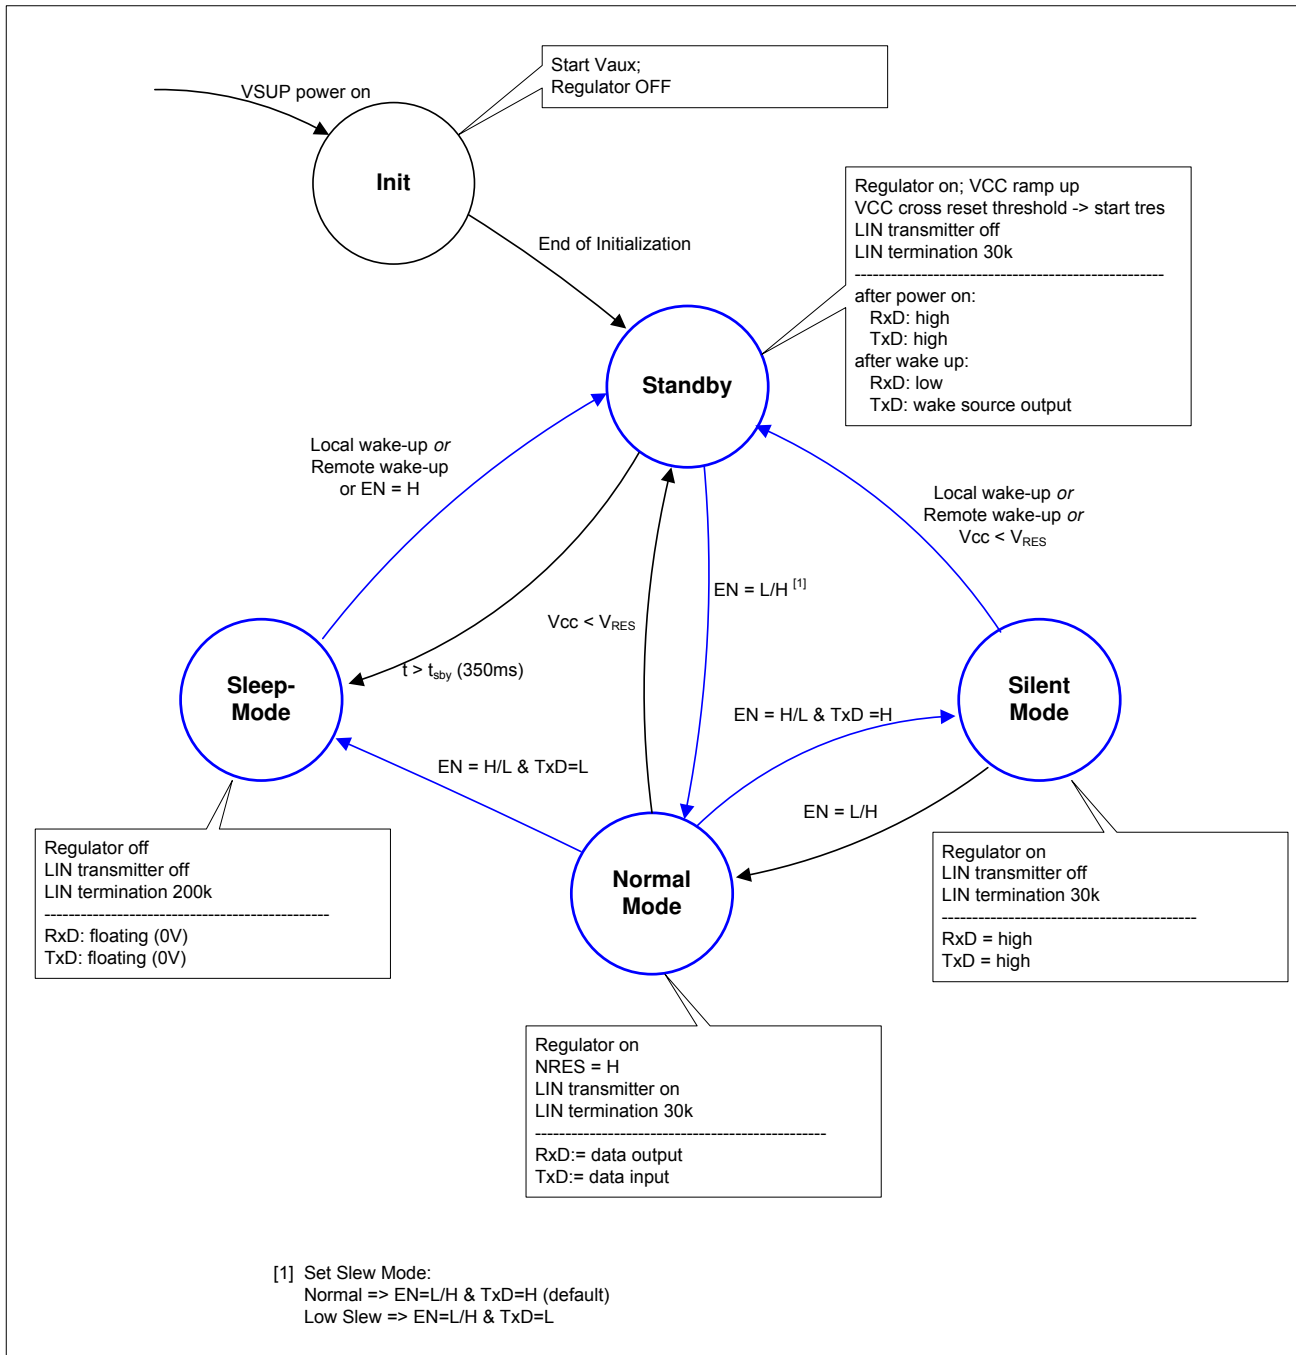 VSUP power on
Start Vaux;
Regulator OFF
Init
End of Initialization
Regulator on; VCC ramp up
VCC cross reset threshold -> start tres
LIN transmitter off
LIN termination 30k
----------------------------------------------------
after power on:
RxD: high
TxD: high
after wake up:
RxD: low
TxD: wake source output
Standby
Local wake-up or
Remote wake-up
or EN = H
Local wake-up or
Remote wake-up or
Vcc < VRES
EN = L/H [1]
Vcc < VRES
t > tsby (350ms)
Sleep-
Mode
Silent
Mode
EN = H/L & TxD =H
EN = H/L & TxD=L
EN = L/H
Normal
Mode
Regulator off
LIN transmitter off
LIN termination 200k
------------------------------------------------
RxD: floating (0V)
TxD: floating (0V)
Regulator on
LIN transmitter off
LIN termination 30k
-------------------------------------------
RxD = high
TxD = high
Regulator on
NRES = H
LIN transmitter on
LIN termination 30k
-------------------------------------------------
RxD:= data output
TxD:= data input
[1] Set Slew Mode:
Normal => EN=L/H & TxD=H (default)
Low Slew => EN=L/H & TxD=L